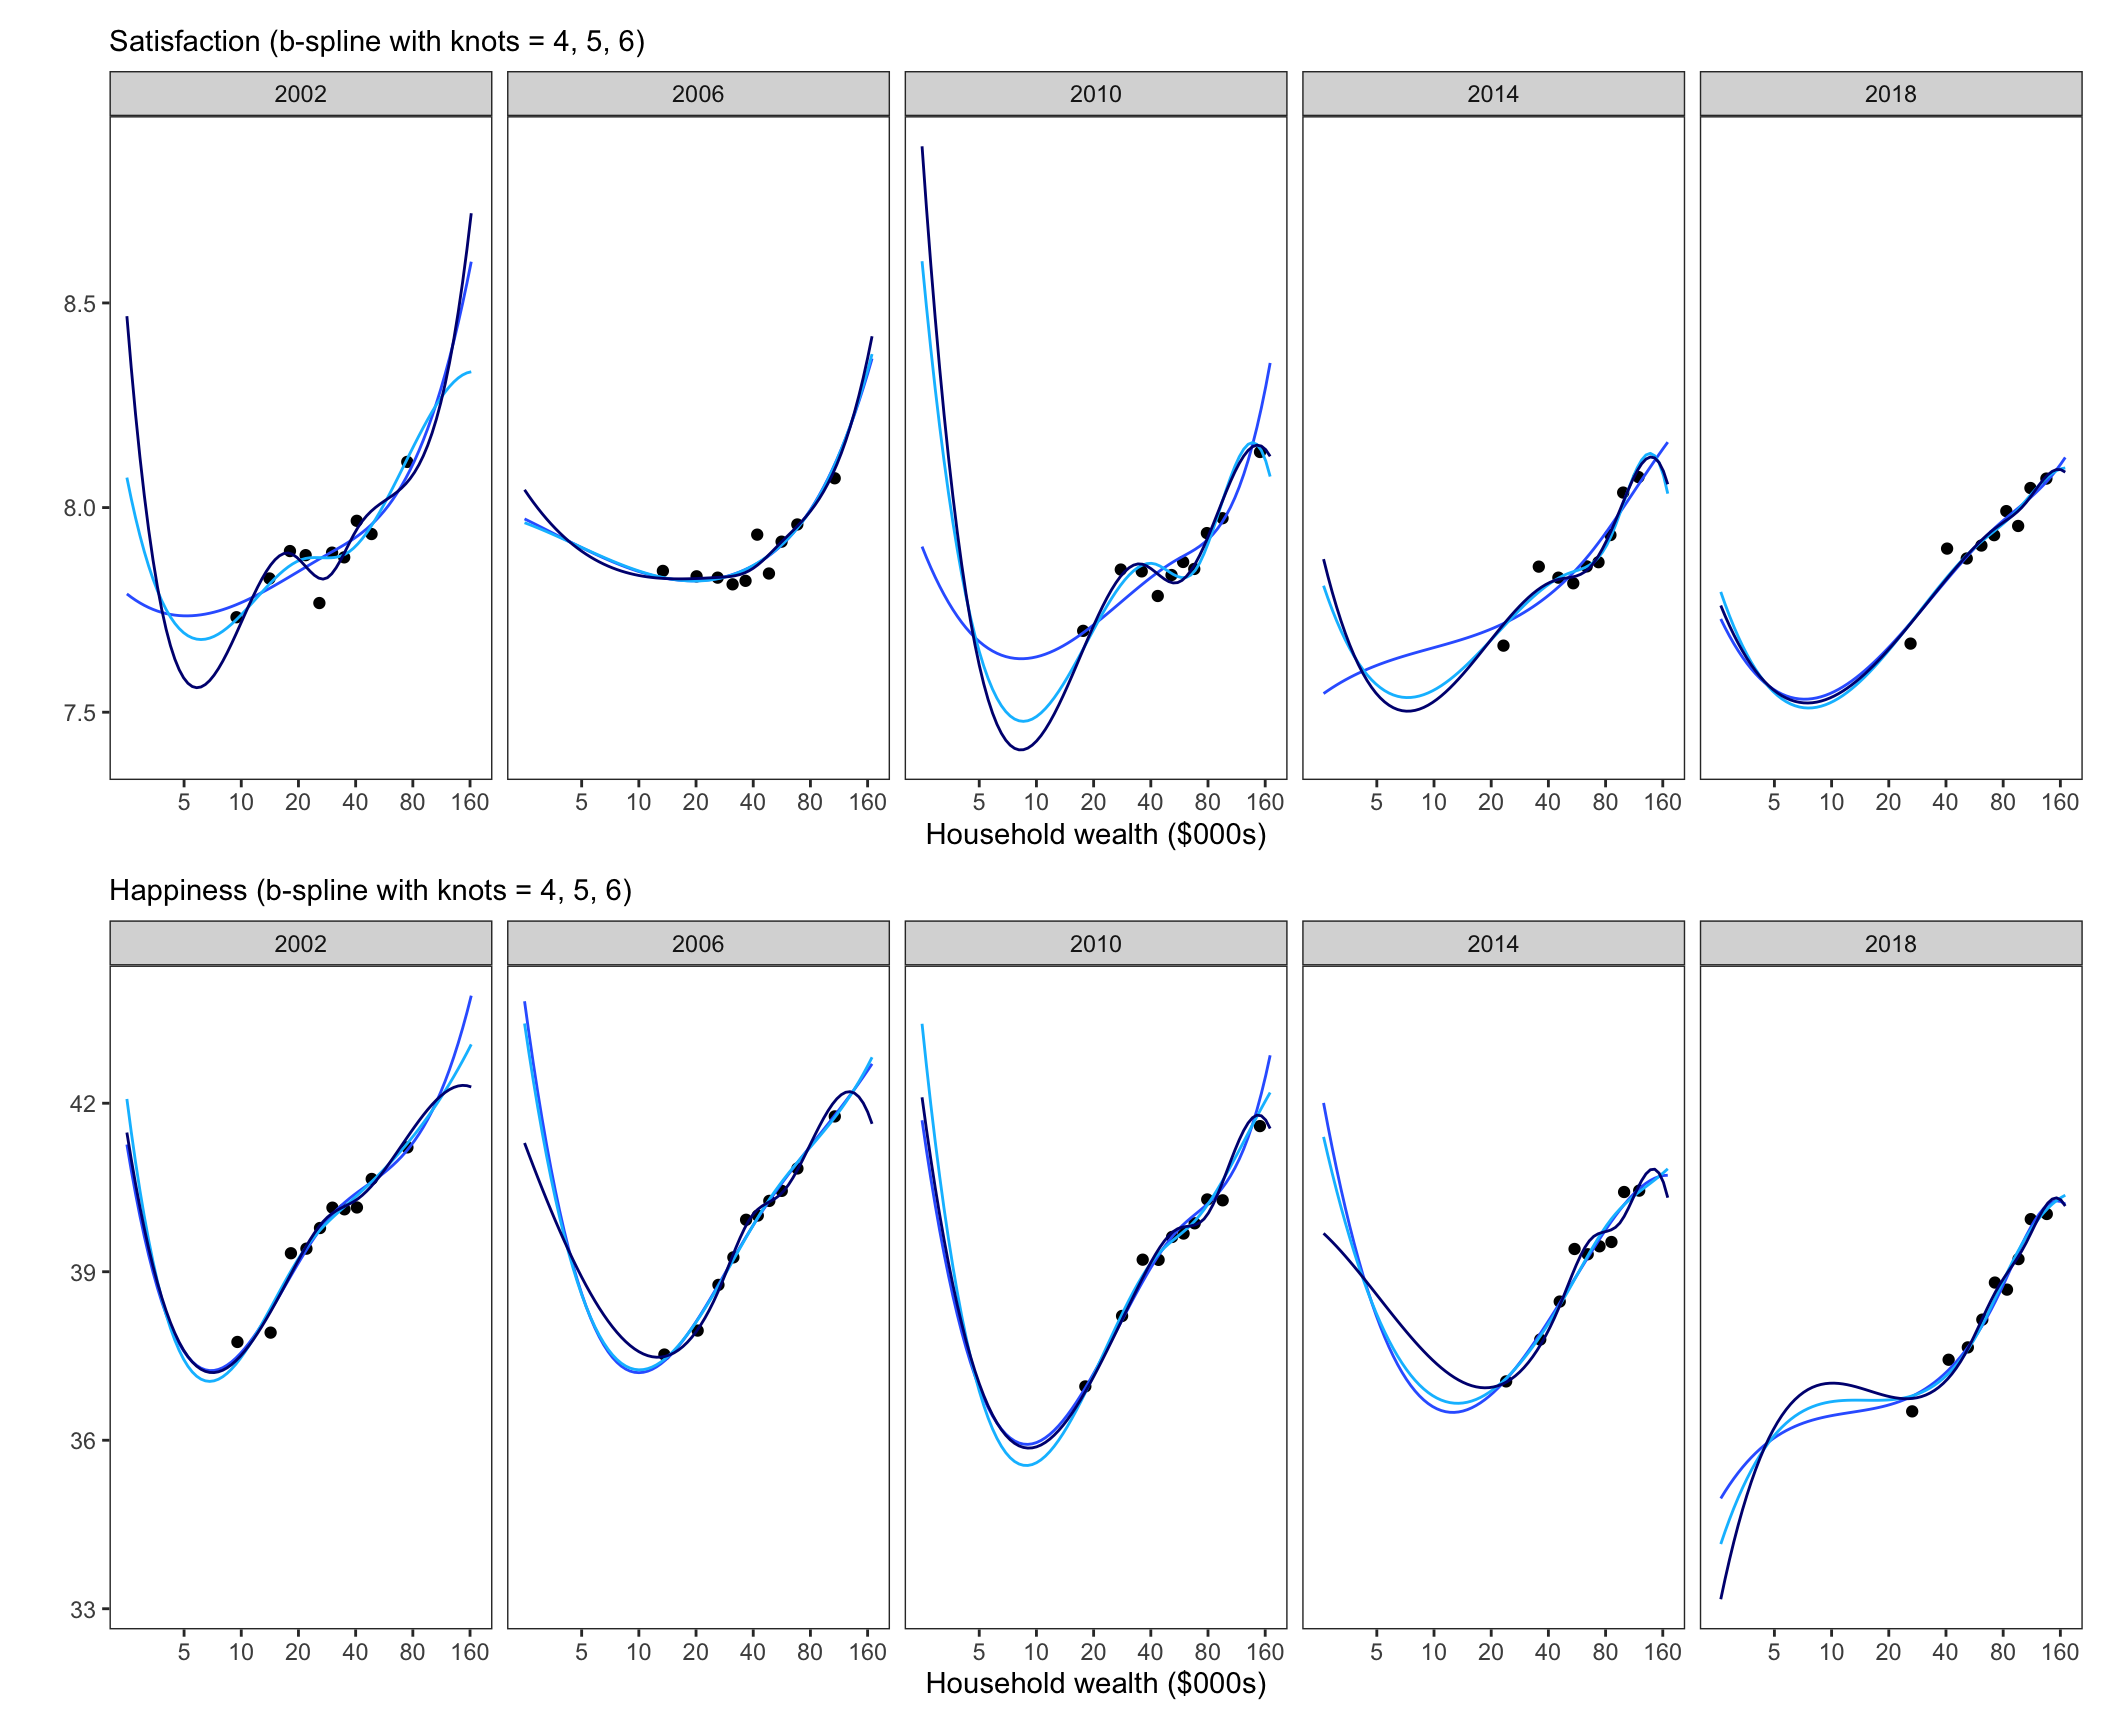 Satisfaction (b-spline with knots = 4, 5, 6)
2002 2006 2010 2014 2018
8.5
8.0
7.5
5 10 20 40 80 160 5 10 20 40 80 160 5 10 20 40 80 160 5 10 20 40 80 160 5 10 20 40 80 160
Household wealth ($000s)
Happiness (b-spline with knots = 4, 5, 6)
2002 2006 2010 2014 2018
42
39
36
33
5 10 20 40 80 160 5 10 20 40 80 160 5 10 20 40 80 160 5 10 20 40 80 160 5 10 20 40 80 160
Household wealth ($000s)